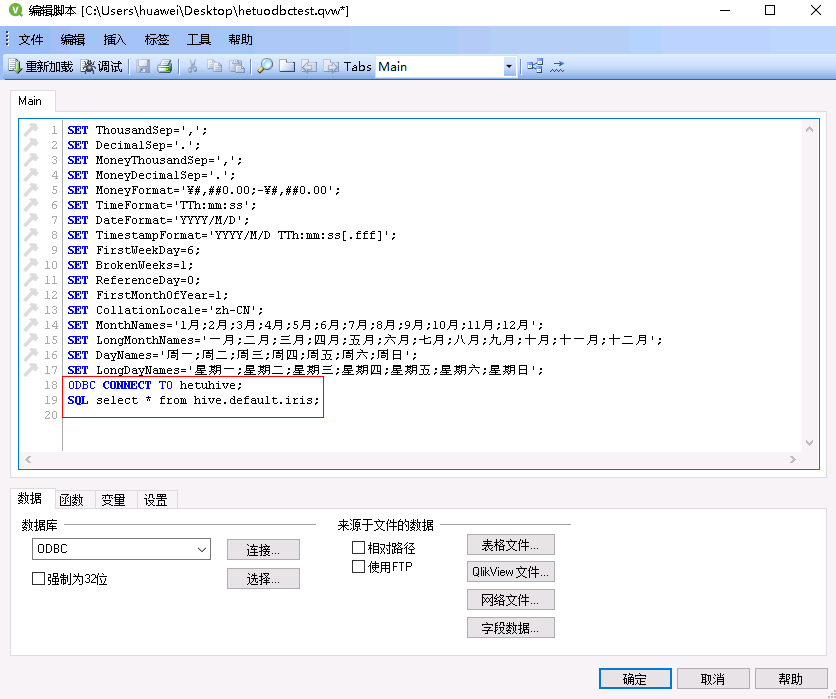 编辑脚本 [C:\Users\huawei\Desktop\hetuodbctest.qvw*]
文件 编辑 插入 标签 工具 帮助
重新加载 调试 Tabs Main
Main
1 SET ThousandSep=',';
2 SET DecimalSep='.';
3 SET MoneyThousandSep=',';
4 SET MoneyDecimalSep='.';
5 SET MoneyFormat='¥#,##0.00;-¥#,##0.00';
6 SET TimeFormat='TTh:mm:ss';
7 SET DateFormat='YYYY/M/D';
8 SET TimestampFormat='YYYY/M/D TTh:mm:ss[.fff]';
9 SET FirstWeekDay=6;
10 SET BrokenWeeks=1;
11 SET ReferenceDay=0;
12 SET FirstMonthOfYear=1;
13 SET CollationLocale='zh-CN';
14 SET MonthNames='1月;2月;3月;4月;5月;6月;7月;8月;9月;10月;11月;12月';
15 SET LongMonthNames='一月;二月;三月;四月;五月;六月;七月;八月;九月;十月;十一月;十二月';
16 SET DayNames='周一;周二;周三;周四;周五;周六;周日';
17 SET LongDayNames='星期一;星期二;星期三;星期四;星期五;星期六;星期日';
18 ODBC CONNECT TO hetuhive;
19 SQL select * from hive.default.iris;
20
数据 函数 变量 设置
数据库
ODBC
连接...
强制为32位
选择...
来源于文件的数据
相对路径
使用FTP
表格文件...
QlikView 文件...
网络文件...
字段数据...
确定 取消 帮助